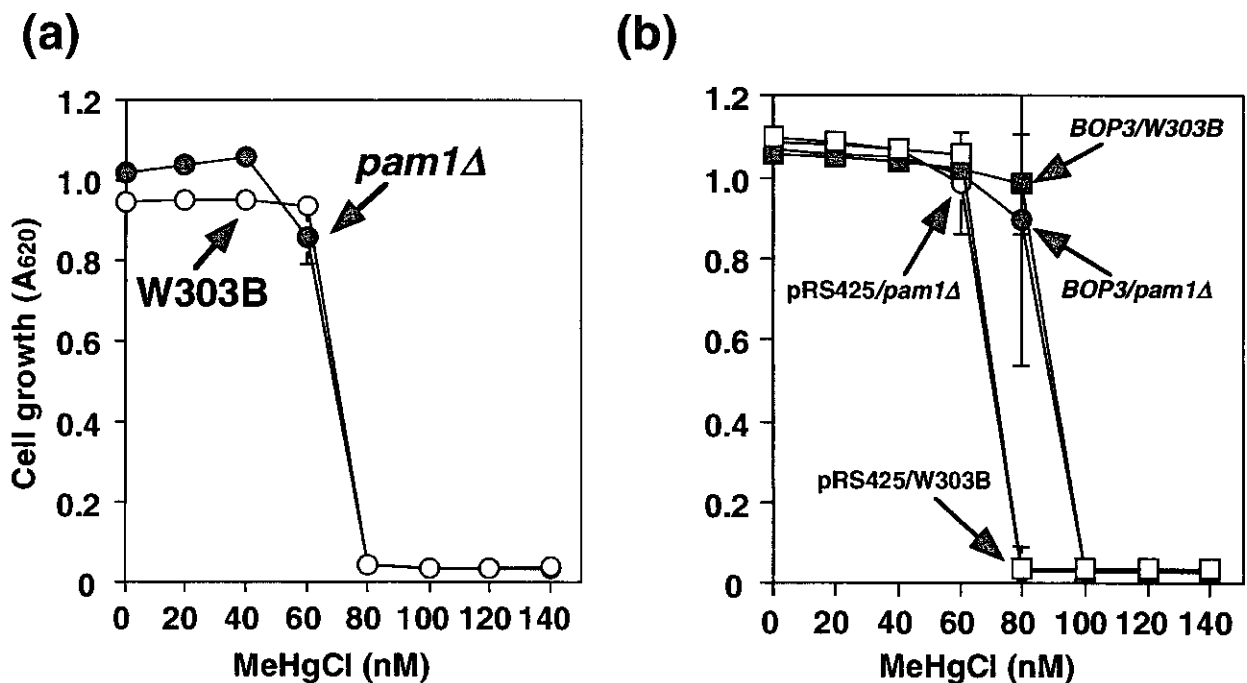 (a)
1.2
1.0
0.8
0.6
0.4
0.2
0
Cell growth (A620)
pam1Δ
W303B
0 20 40 60 80 100 120 140
MeHgCl (nM)
(b)
1.2
1.0
0.8
0.6
0.4
0.2
0
BOP3/W303B
pRS425/pam1Δ
BOP3/pam1Δ
pRS425/W303B
0 20 40 60 80 100 120 140
MeHgCl (nM)